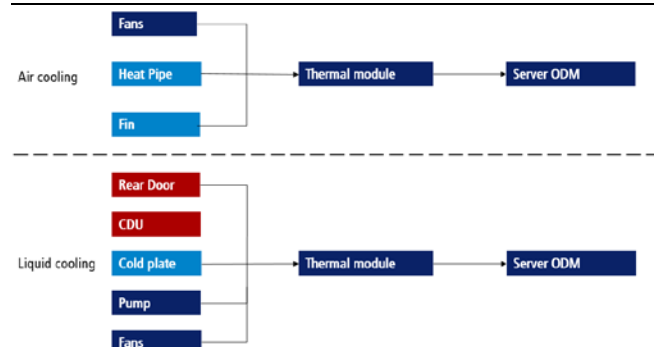 Fans
Air cooling
Heat Pipe
Thermal module
Server ODM
Fin
Rear Door
CDU
Liquid cooling
Cold plate
Thermal module
Server ODM
Pump
Fans